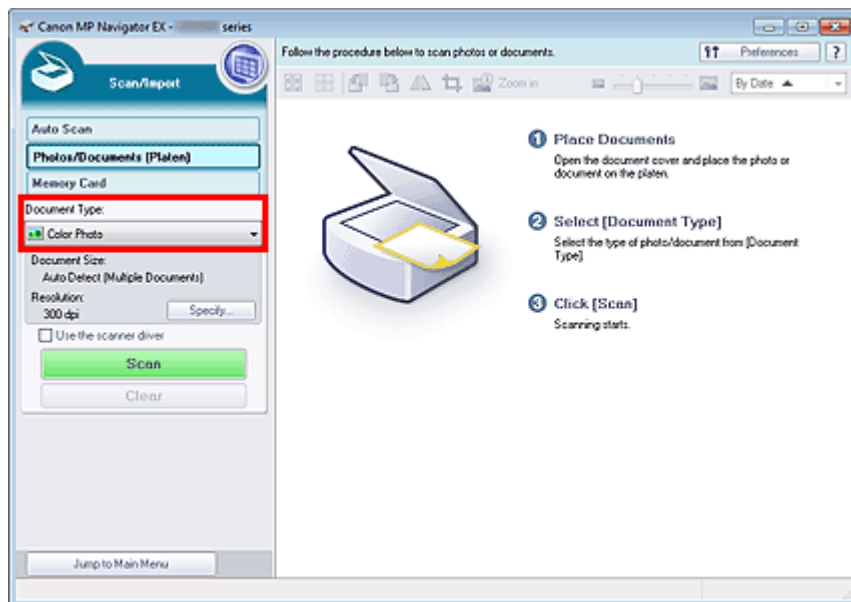 Canon MP Navigator EX - series
Scan/Import
Auto Scan
Photos/Documents (Platen)
Memory Card
Document Type:
Color Photo
Document Size:
Auto Detect (Multiple Documents)
Resolution:
300 dpi
Specify...
Use the scanner driver
Scan
Clear
Jump to Main Menu
Follow the procedure below to scan photos or documents.
Preferences
?
Zoom in
By Date
1 Place Documents
Open the document cover and place the photo or
document on the platen.
2 Select [Document Type]
Select the type of photo/document from [Document
Type].
3 Click [Scan]
Scanning starts.